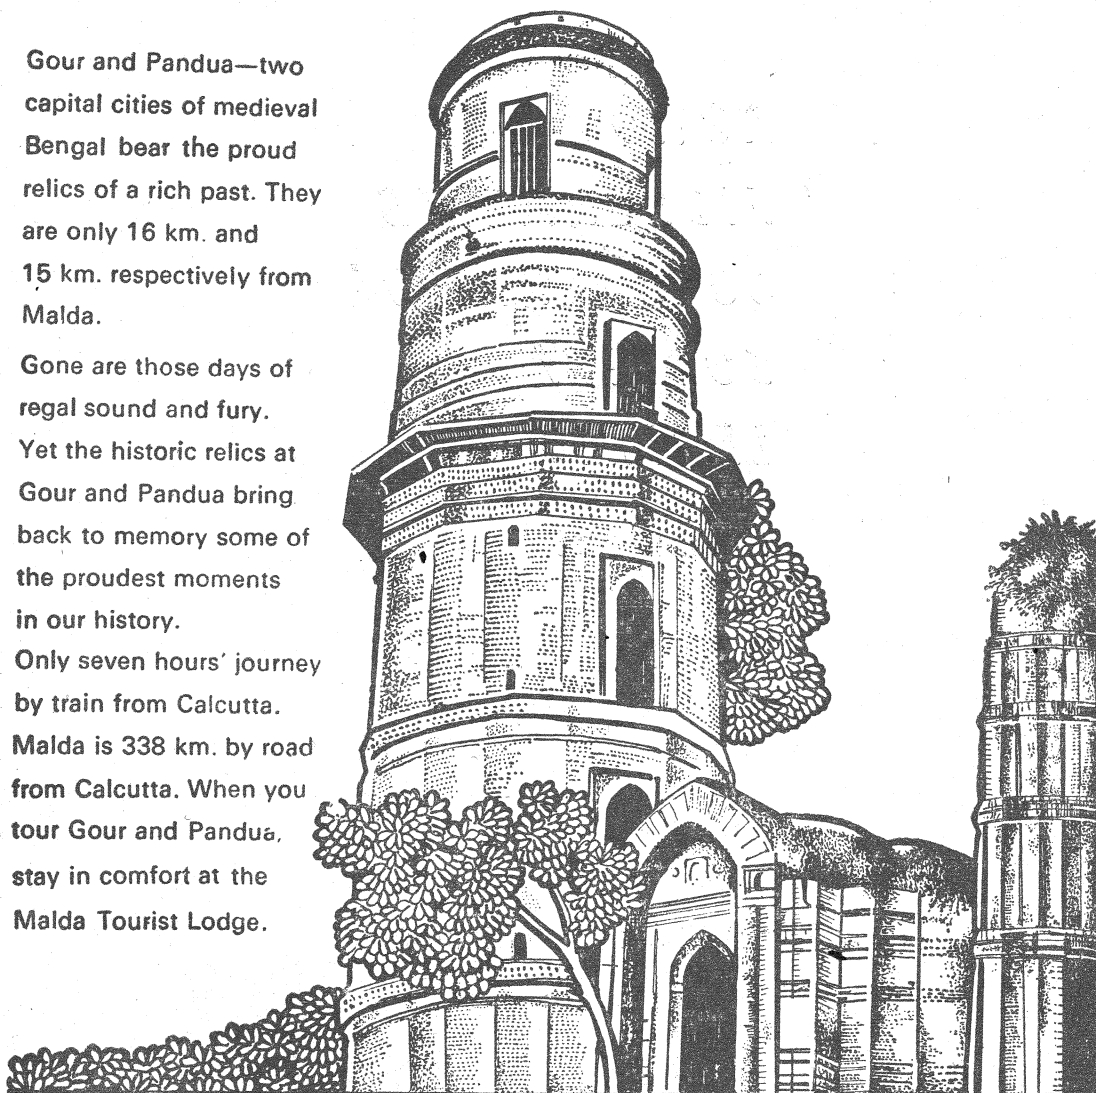 Gour and Pandua—two
capital cities of medieval
Bengal bear the proud
relics of a rich past. They
are only 16 km. and
15 km. respectively from
Malda.
Gone are those days of
regal sound and fury.
Yet the historic relics at
Gour and Pandua bring
back to memory some of
the proudest moments
in our history.
Only seven hours' journey
by train from Calcutta.
Malda is 338 km. by road
from Calcutta. When you
tour Gour and Pandua,
stay in comfort at the
Malda Tourist Lodge.